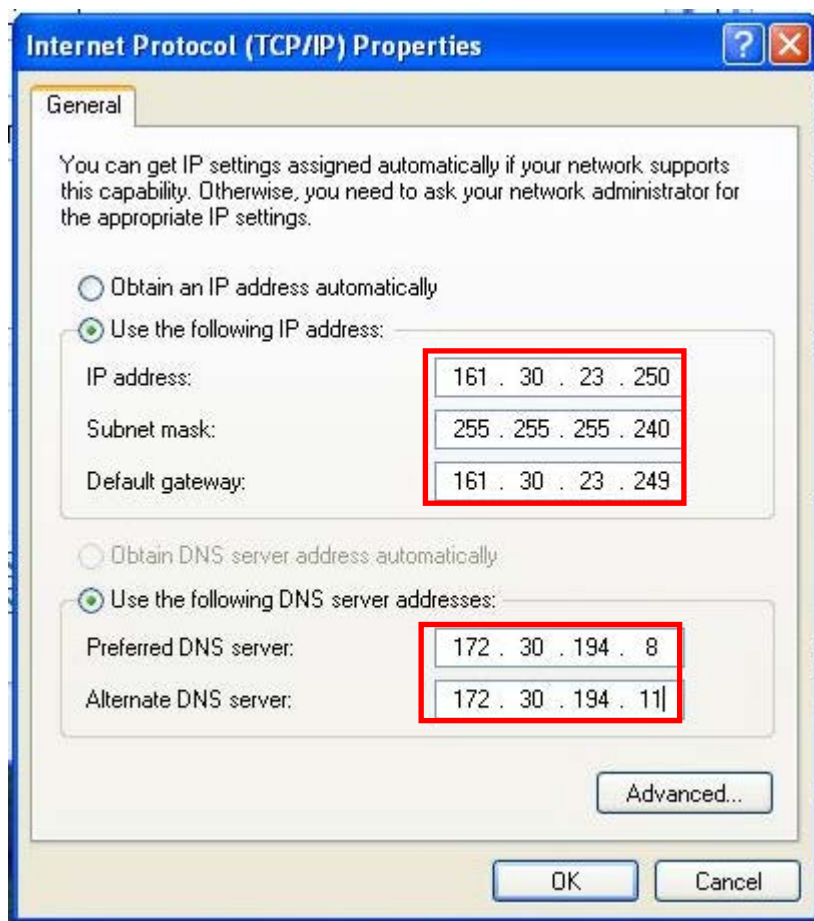 Internet Protocol (TCP/IP) Properties
General
You can get IP settings assigned automatically if your network supports
this capability. Otherwise, you need to ask your network administrator for
the appropriate IP settings.
Obtain an IP address automatically
Use the following IP address:
IP address: 161 . 30 . 23 . 250
Subnet mask: 255 . 255 . 255 . 240
Default gateway: 161 . 30 . 23 . 249
Obtain DNS server address automatically
Use the following DNS server addresses:
Preferred DNS server: 172 . 30 . 194 . 8
Alternate DNS server: 172 . 30 . 194 . 11
Advanced...
OK Cancel